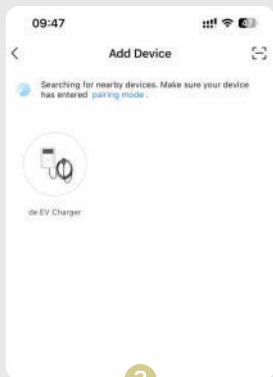 09:47
Add Device
Searching for nearby devices. Make sure your device
has entered pairing mode.
de EV Charger